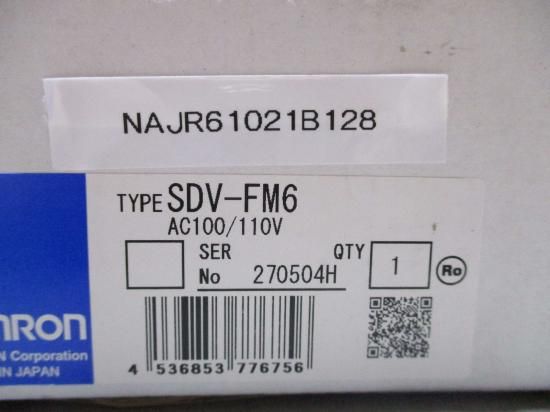 NAJR61021B128
TYPE SDV-FM6
AC100/110V
SER
No 270504H
QTY
1
Ro
MRON
N Corporation
IN JAPAN
4 536853 776756